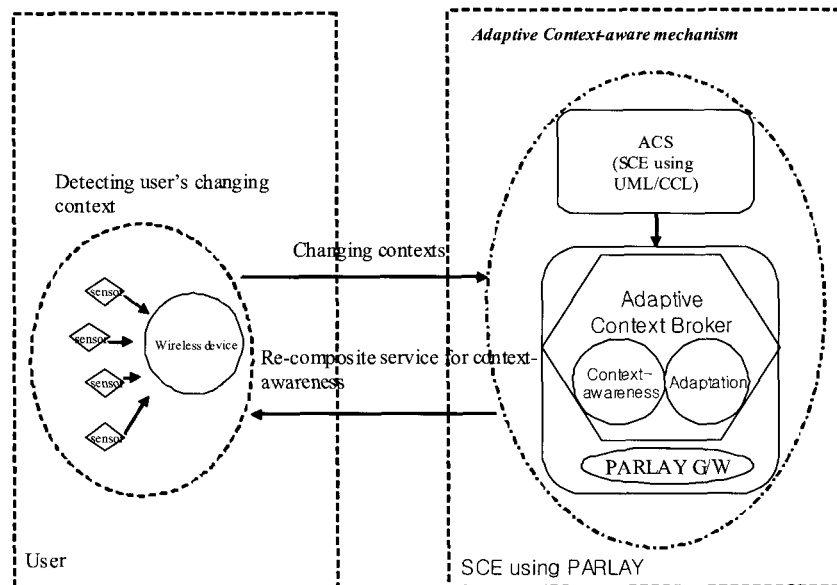 Adaptive Context-aware mechanism
ACS
(SCE using
UML/CCL)
Detecting user's changing
context
Changing contexts
sensor
sensor
sensor
sensor
Wireless device
Adaptive
Context Broker
Re-composite service for context-
awareness
Context-
awareness
Adaptation
PARLAY G/W
User
SCE using PARLAY